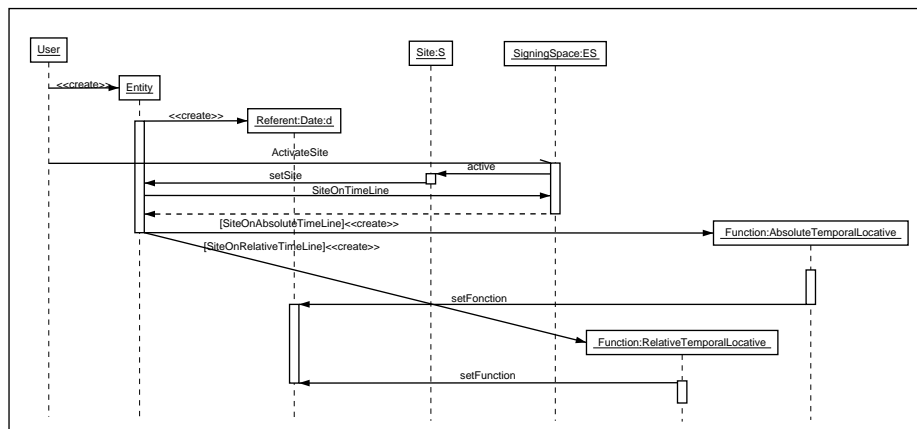 User
Site:S
SigningSpace:ES
<<create>>
Entity
<<create>>
Referent:Date:d
ActivateSite
active
setSite
SiteOnTimeLine
[SiteOnAbsoluteTimeLine]<<create>>
Function:AbsoluteTemporalLocative
[SiteOnRelativeTimeLine]<<create>>
setFonction
Function:RelativeTemporalLocative
setFunction